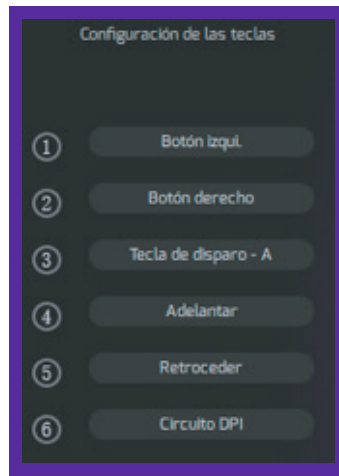 Configuración de las teclas
1 Botón izqui.
2 Botón derecho
3 Tecla de disparo - A
4 Adelantar
5 Retroceder
6 Circuito DPI